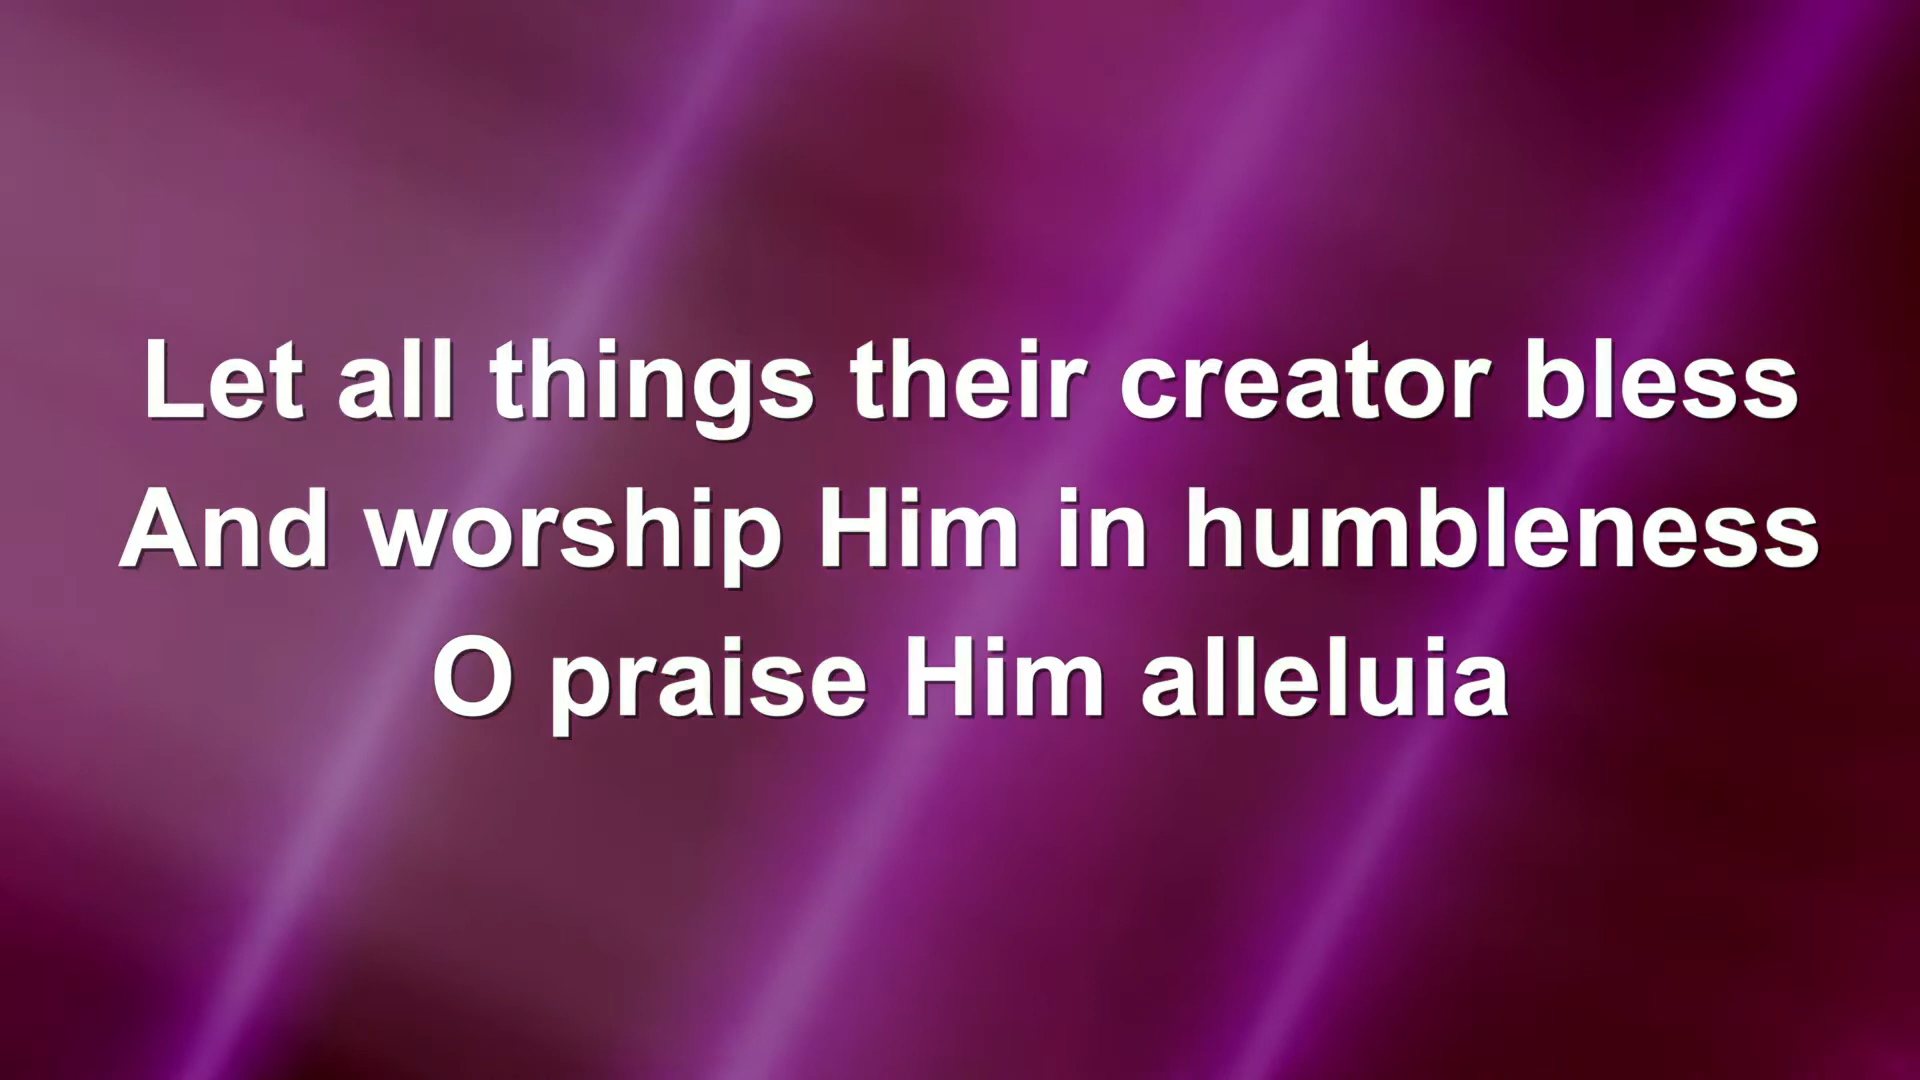 Let all things their creator bless
And worship Him in humbleness
O praise Him alleluia